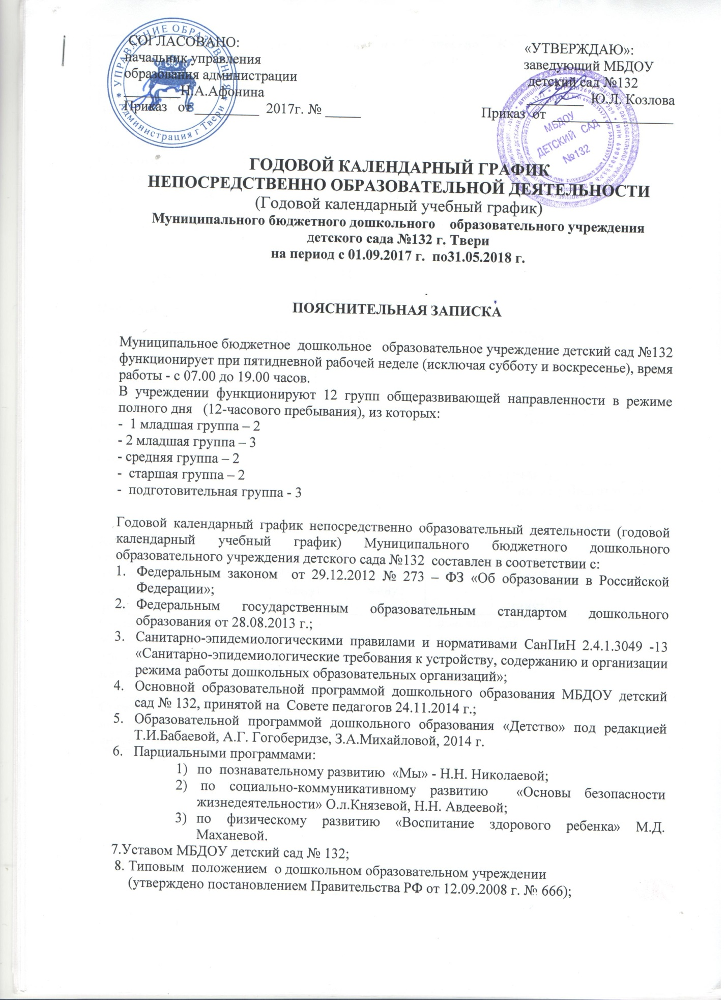 СОГЛАСОВАНО:
начальник управления
образования администрации
________Н.А.Афонина
Приказ от_________ 2017г. № _____
«УТВЕРЖДАЮ»:
заведующий МБДОУ
детский сад №132
________ Ю.Л. Козлова
Приказ от _________________
УПРАВЛЕНИЕ ОБРАЗОВАНИЯ
Администрация г Твери
МБДОУ
ДЕТСКИЙ САД
№132
ГОДОВОЙ КАЛЕНДАРНЫЙ ГРАФИК
НЕПОСРЕДСТВЕННО ОБРАЗОВАТЕЛЬНОЙ ДЕЯТЕЛЬНОСТИ
(Годовой календарный учебный график)
Муниципального бюджетного дошкольного образовательного учреждения
детского сада №132 г. Твери
на период с 01.09.2017 г. по31.05.2018 г.
ПОЯСНИТЕЛЬНАЯ ЗАПИСКА
Муниципальное бюджетное дошкольное образовательное учреждение детский сад №132
функционирует при пятидневной рабочей неделе (исключая субботу и воскресенье), время
работы - с 07.00 до 19.00 часов.
В учреждении функционируют 12 групп общеразвивающей направленности в режиме
полного дня (12-часового пребывания), из которых:
- 1 младшая группа – 2
- 2 младшая группа – 3
- средняя группа – 2
- старшая группа – 2
- подготовительная группа - 3
Годовой календарный график непосредственно образовательный деятельности (годовой
календарный учебный график) Муниципального бюджетного дошкольного
образовательного учреждения детского сада №132 составлен в соответствии с:
1. Федеральным законом от 29.12.2012 № 273 – ФЗ «Об образовании в Российской
Федерации»;
2. Федеральным государственным образовательным стандартом дошкольного
образования от 28.08.2013 г.;
3. Санитарно-эпидемиологическими правилами и нормативами СанПиН 2.4.1.3049 -13
«Санитарно-эпидемиологические требования к устройству, содержанию и организации
режима работы дошкольных образовательных организаций»;
4. Основной образовательной программой дошкольного образования МБДОУ детский
сад № 132, принятой на Совете педагогов 24.11.2014 г.;
5. Образовательной программой дошкольного образования «Детство» под редакцией
Т.И.Бабаевой, А.Г. Гогоберидзе, З.А.Михайловой, 2014 г.
6. Парциальными программами:
1) по познавательному развитию «Мы» - Н.Н. Николаевой;
2) по социально-коммуникативному развитию «Основы безопасности
жизнедеятельности» О.л.Князевой, Н.Н. Авдеевой;
3) по физическому развитию «Воспитание здорового ребенка» М.Д.
Маханевой.
7.Уставом МБДОУ детский сад № 132;
8. Типовым положением о дошкольном образовательном учреждении
(утверждено постановлением Правительства РФ от 12.09.2008 г. № 666);